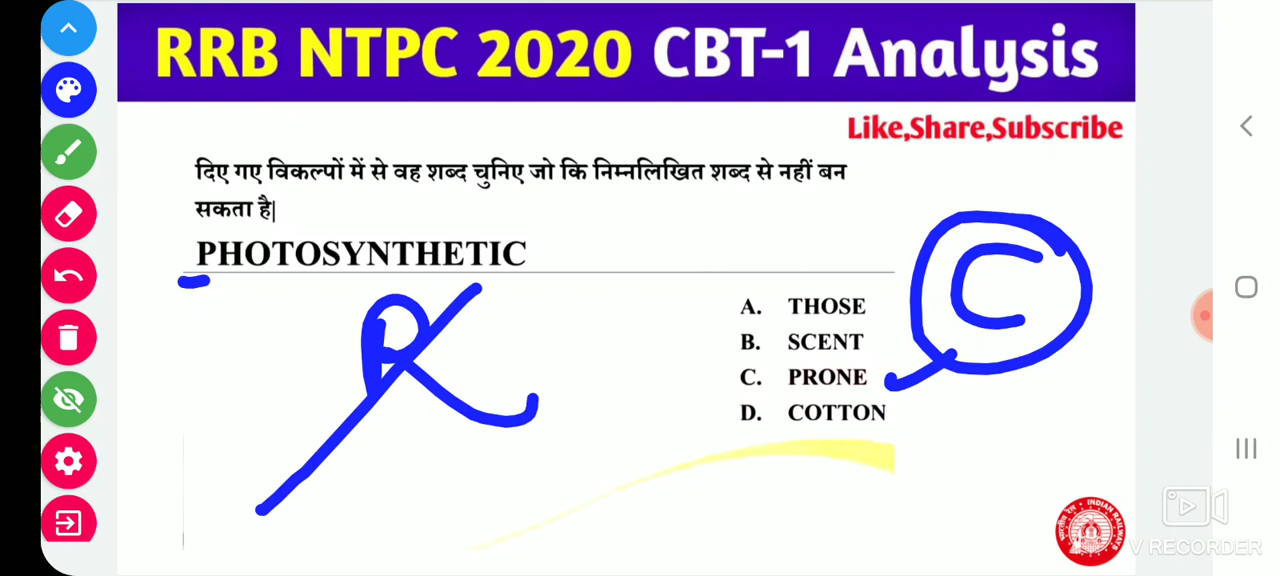 RRB NTPC 2020 CBT-1 Analysis
Like,Share,Subscribe
दिए गए विकल्पों में से वह शब्द चुनिए जो कि निम्नलिखित शब्द से नहीं बन
सकता है|
PHOTOSYNTHETIC
R
C
A. THOSE
B. SCENT
C. PRONE
D. COTTON
V RECORDER